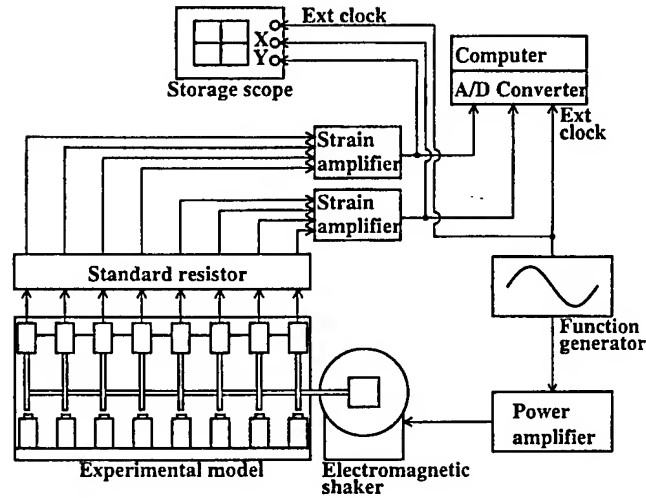 Ext clock
X
Y
Storage scope
Computer
A/D Converter
Ext
clock
Strain
amplifier
Strain
amplifier
Standard resistor
Function
generator
Power
amplifier
Experimental model
Electromagnetic
shaker